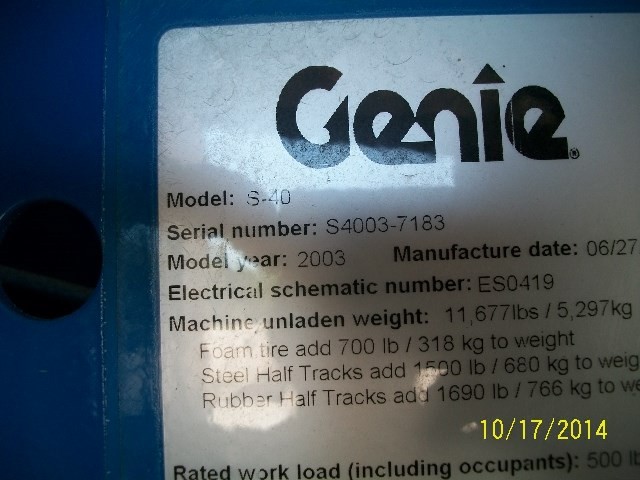 Genie
Model: S-40
Serial number: S4003-7183
Model year: 2003 Manufacture date: 06/27
Electrical schematic number: ES0419
Machine unladen weight: 11,677lbs / 5,297kg
Foam tire add 700 lb / 318 kg to weight
Steel Half Tracks add 1500 lb / 680 kg to weig
Rubber Half Tracks add 1690 lb / 766 kg to we
10/17/2014
Rated work load (including occupants): 500 lb